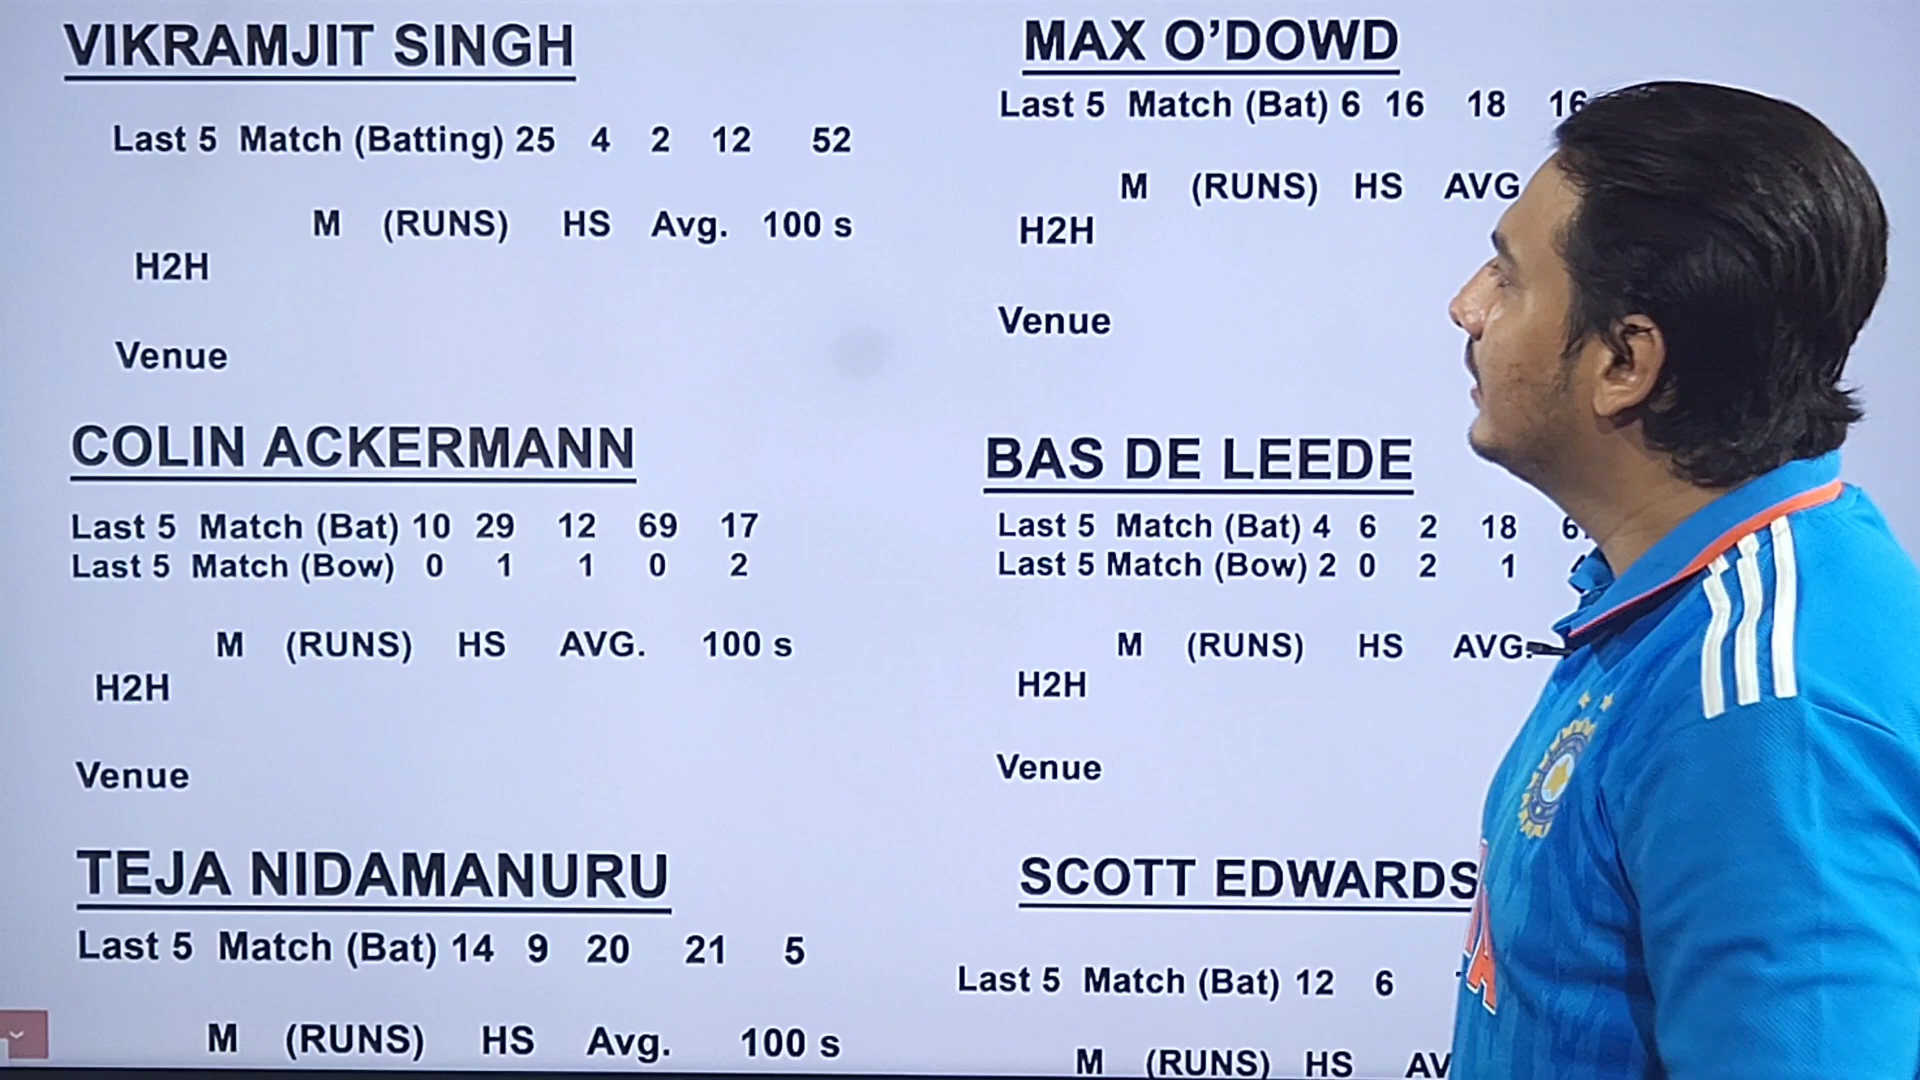 VIKRAMJIT SINGH
Last 5 Match (Batting) 25 4 2 12 52
M (RUNS) HS Avg. 100 s
H2H
Venue
MAX O'DOWD
Last 5 Match (Bat) 6 16 18 16
M (RUNS) HS AVG
H2H
Venue
COLIN ACKERMANN
Last 5 Match (Bat) 10 29 12 69 17
Last 5 Match (Bow) 0 1 1 0 2
M (RUNS) HS AVG. 100 s
H2H
Venue
BAS DE LEEDE
Last 5 Match (Bat) 4 6 2 18
Last 5 Match (Bow) 2 0 2 1
M (RUNS) HS AVG.
H2H
Venue
TEJA NIDAMANURU
Last 5 Match (Bat) 14 9 20 21 5
M (RUNS) HS Avg. 100 s
SCOTT EDWARDS
Last 5 Match (Bat) 12 6
M (RUNS) HS AV